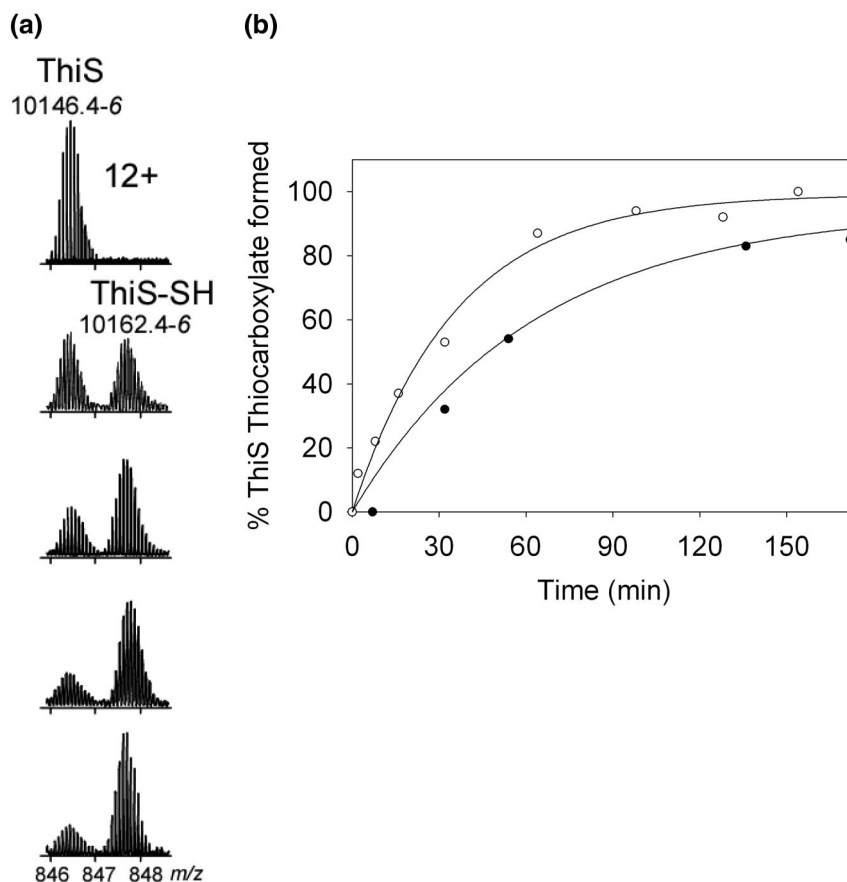 (a)
ThiS
10146.4-6
12+
ThiS-SH
10162.4-6
846 847 848 m/z
(b)
% ThiS Thiocarboxylate formed
100
80
60
40
20
0
0 30 60 90 120 150
Time (min)